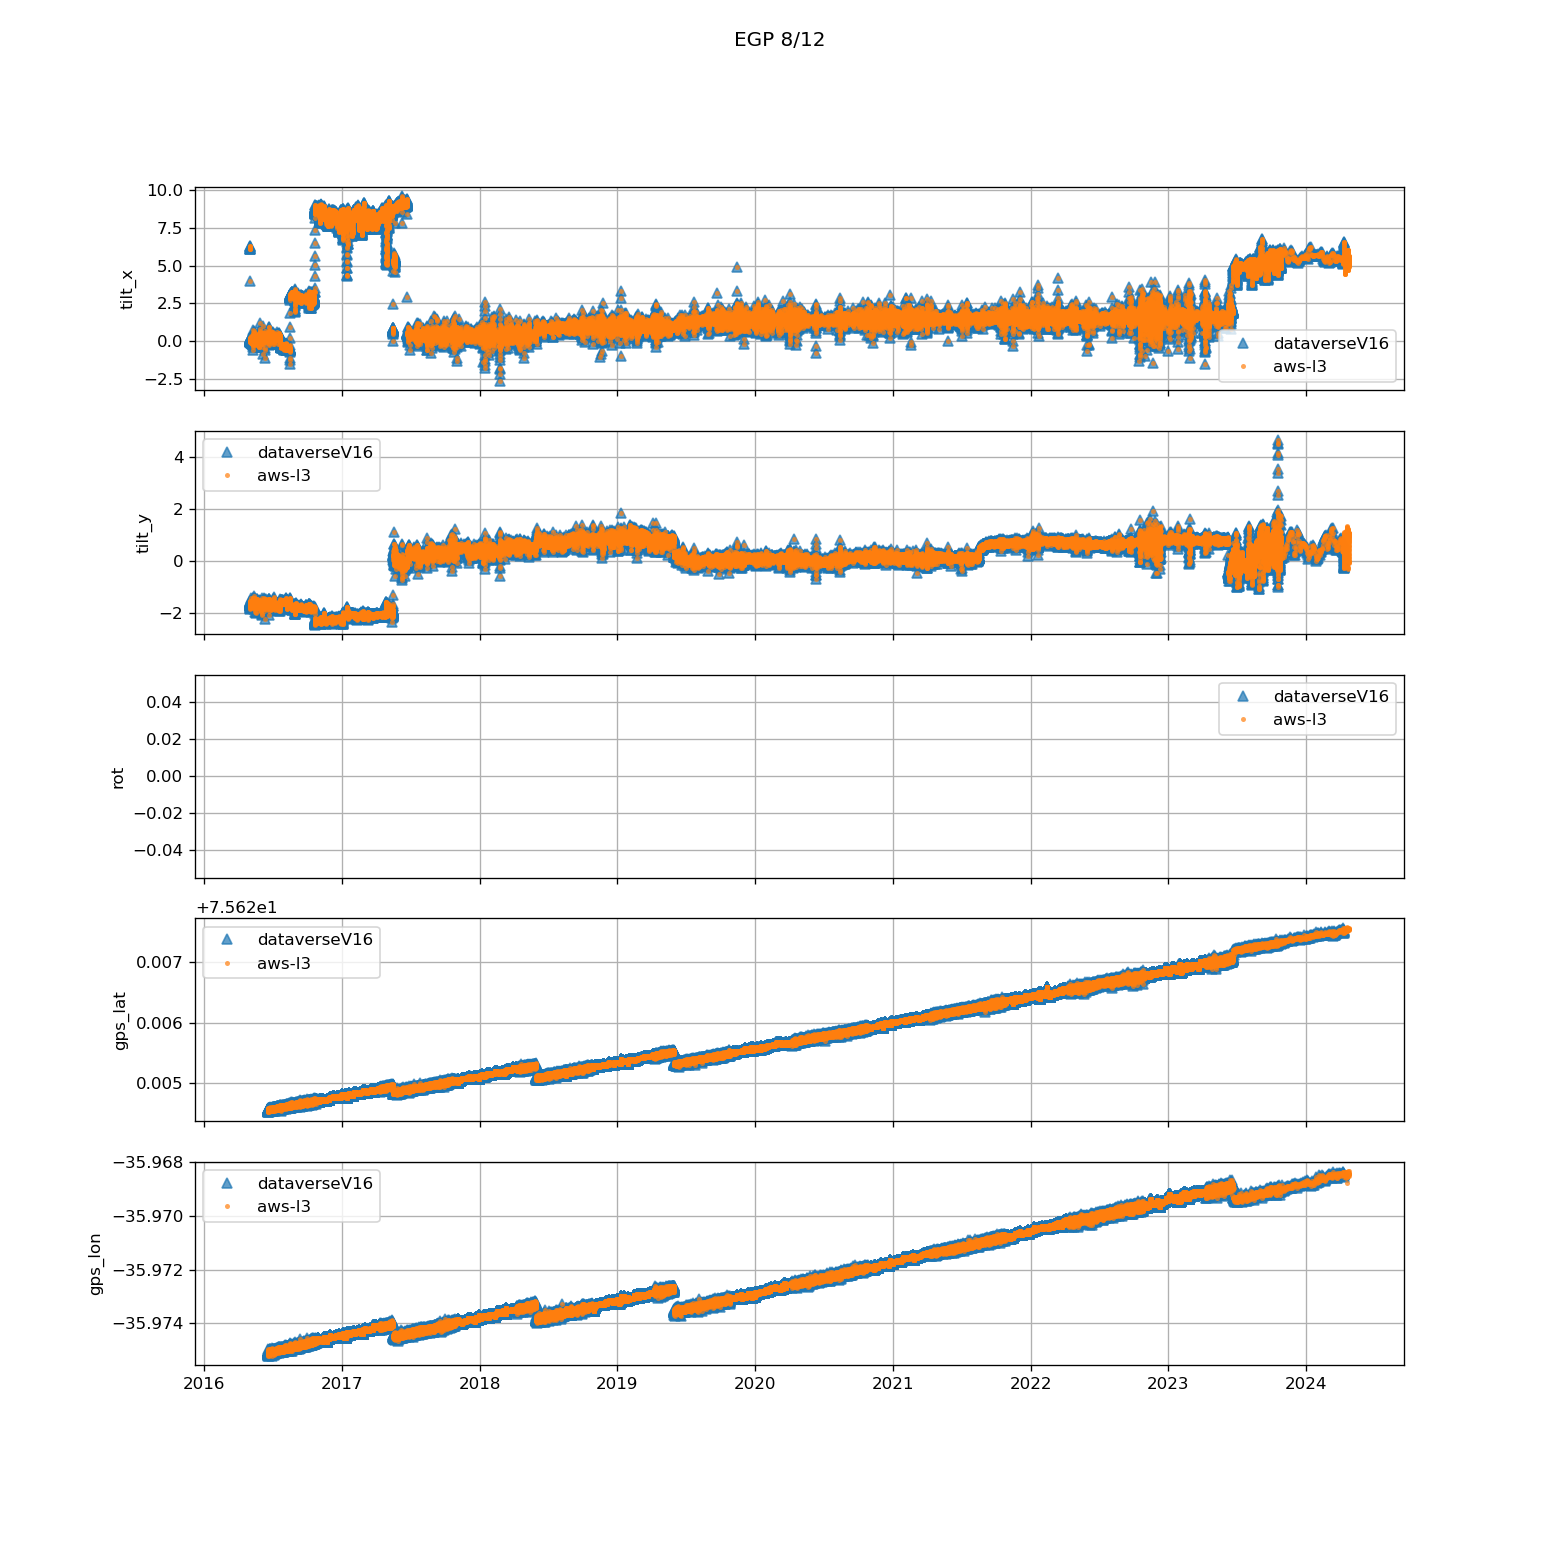 EGP 8/12
10.0
7.5
5.0
2.5
0.0
−2.5
tilt_x
dataverseV16
aws-l3
4
2
0
−2
tilt_y
dataverseV16
aws-l3
0.04
0.02
0.00
−0.02
−0.04
rot
dataverseV16
aws-l3
+7.562e1
0.007
0.006
0.005
gps_lat
dataverseV16
aws-l3
−35.968
−35.970
−35.972
−35.974
gps_lon
dataverseV16
aws-l3
2016 2017 2018 2019 2020 2021 2022 2023 2024